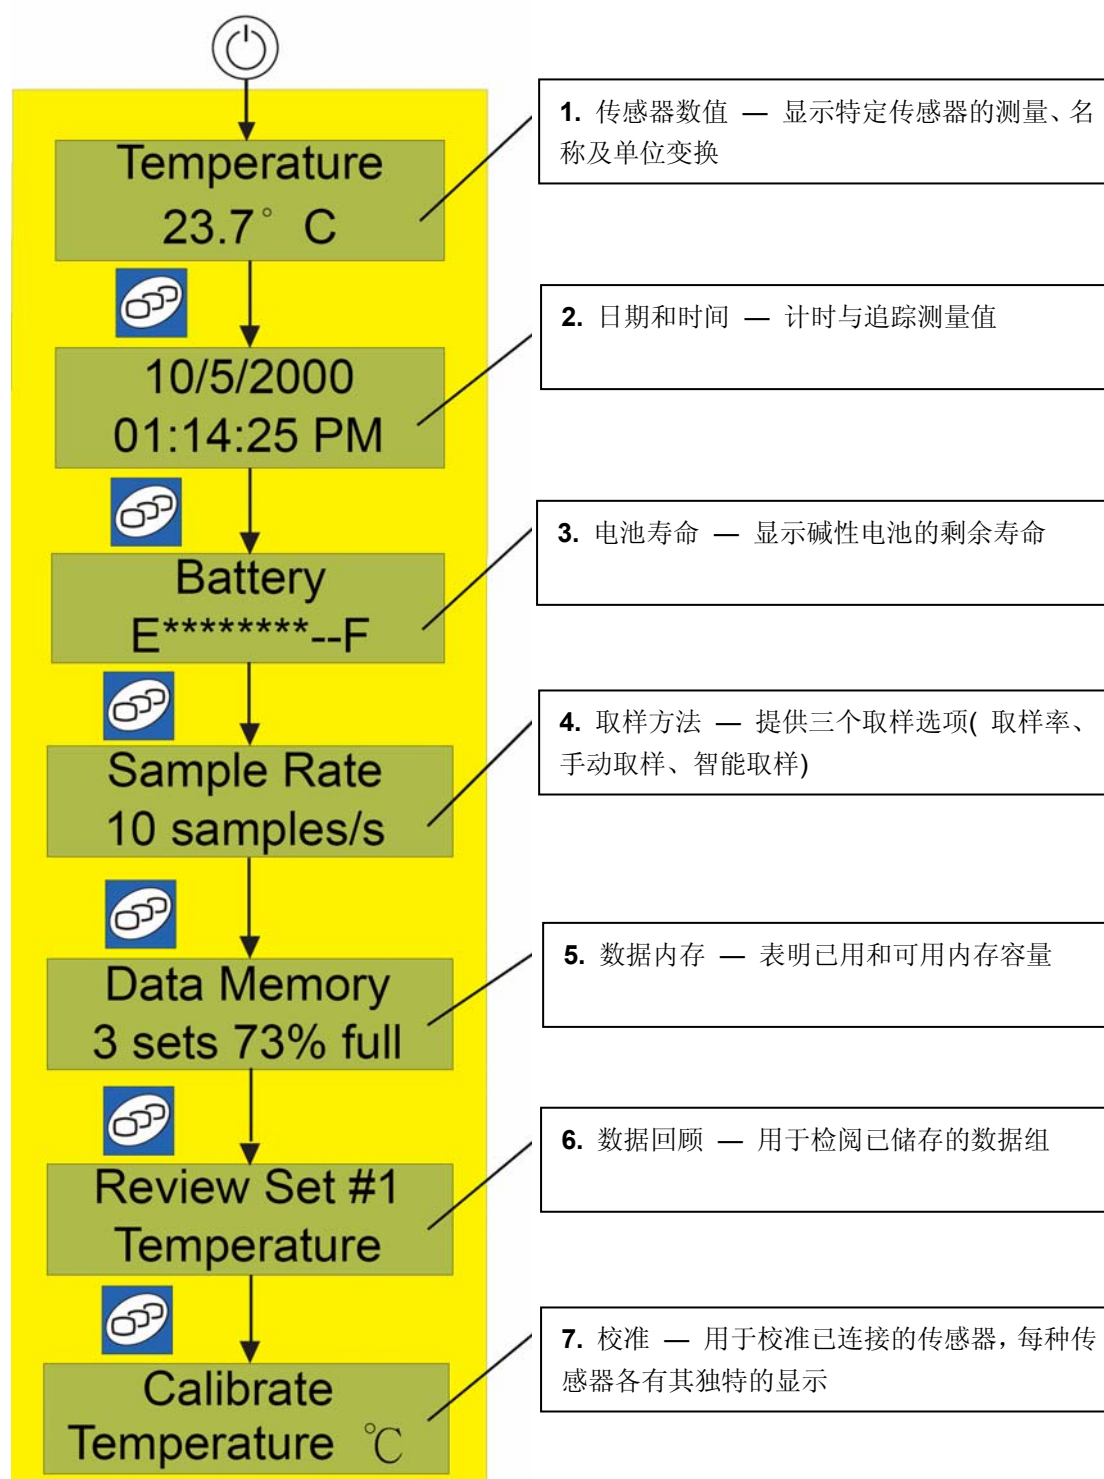 1. 传感器数值 — 显示特定传感器的测量、名
称及单位变换
Temperature
23.7° C
2. 日期和时间 — 计时与追踪测量值
10/5/2000
01:14:25 PM
3. 电池寿命 — 显示碱性电池的剩余寿命
Battery
E********--F
4. 取样方法 — 提供三个取样选项( 取样率、
手动取样、智能取样)
Sample Rate
10 samples/s
5. 数据内存 — 表明已用和可用内存容量
Data Memory
3 sets 73% full
6. 数据回顾 — 用于检阅已储存的数据组
Review Set #1
Temperature
7. 校准 — 用于校准已连接的传感器，每种传
感器各有其独特的显示
Calibrate
Temperature ℃